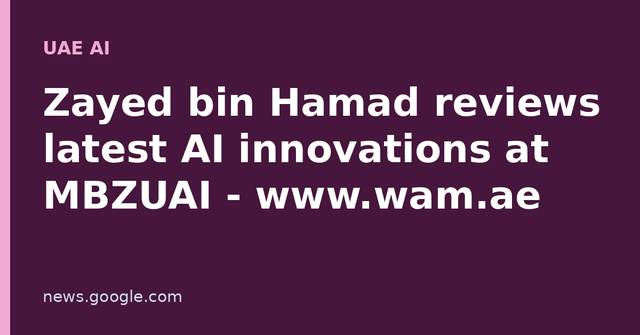 UAE AI
Zayed bin Hamad reviews
latest AI innovations at
MBZUAI - www.wam.ae
news.google.com